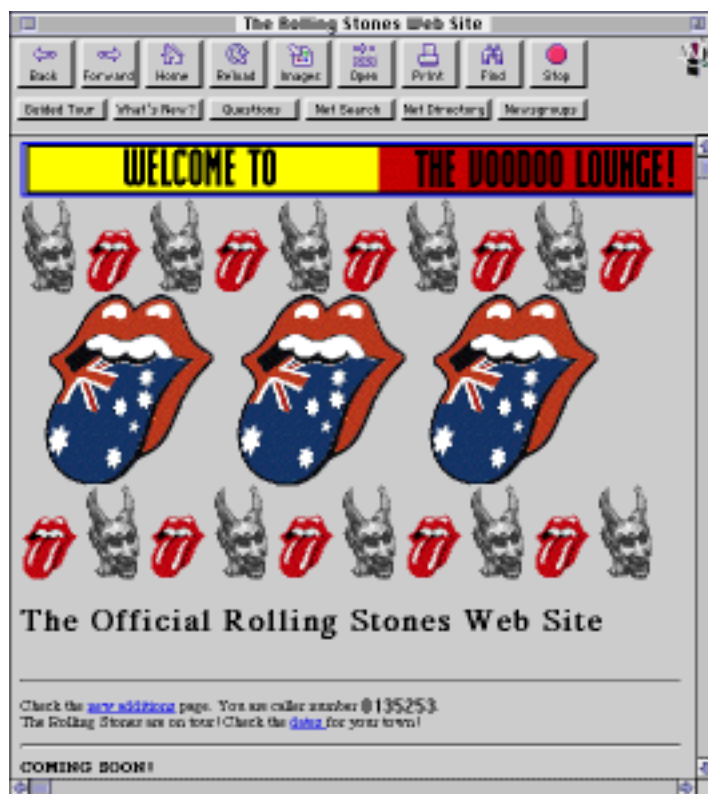 The Rolling Stones Web Site
Back Forward Home Reload Images Open Print Find Stop
Guided Tour What's New? Questions Net Search Net Directory Newsgroups
WELCOME TO THE VOODOO LOUNGE!
The Official Rolling Stones Web Site
Check the new additions page. You are caller number 0135253.
The Rolling Stones are on tour! Check the dates for your town!
COMING SOON!